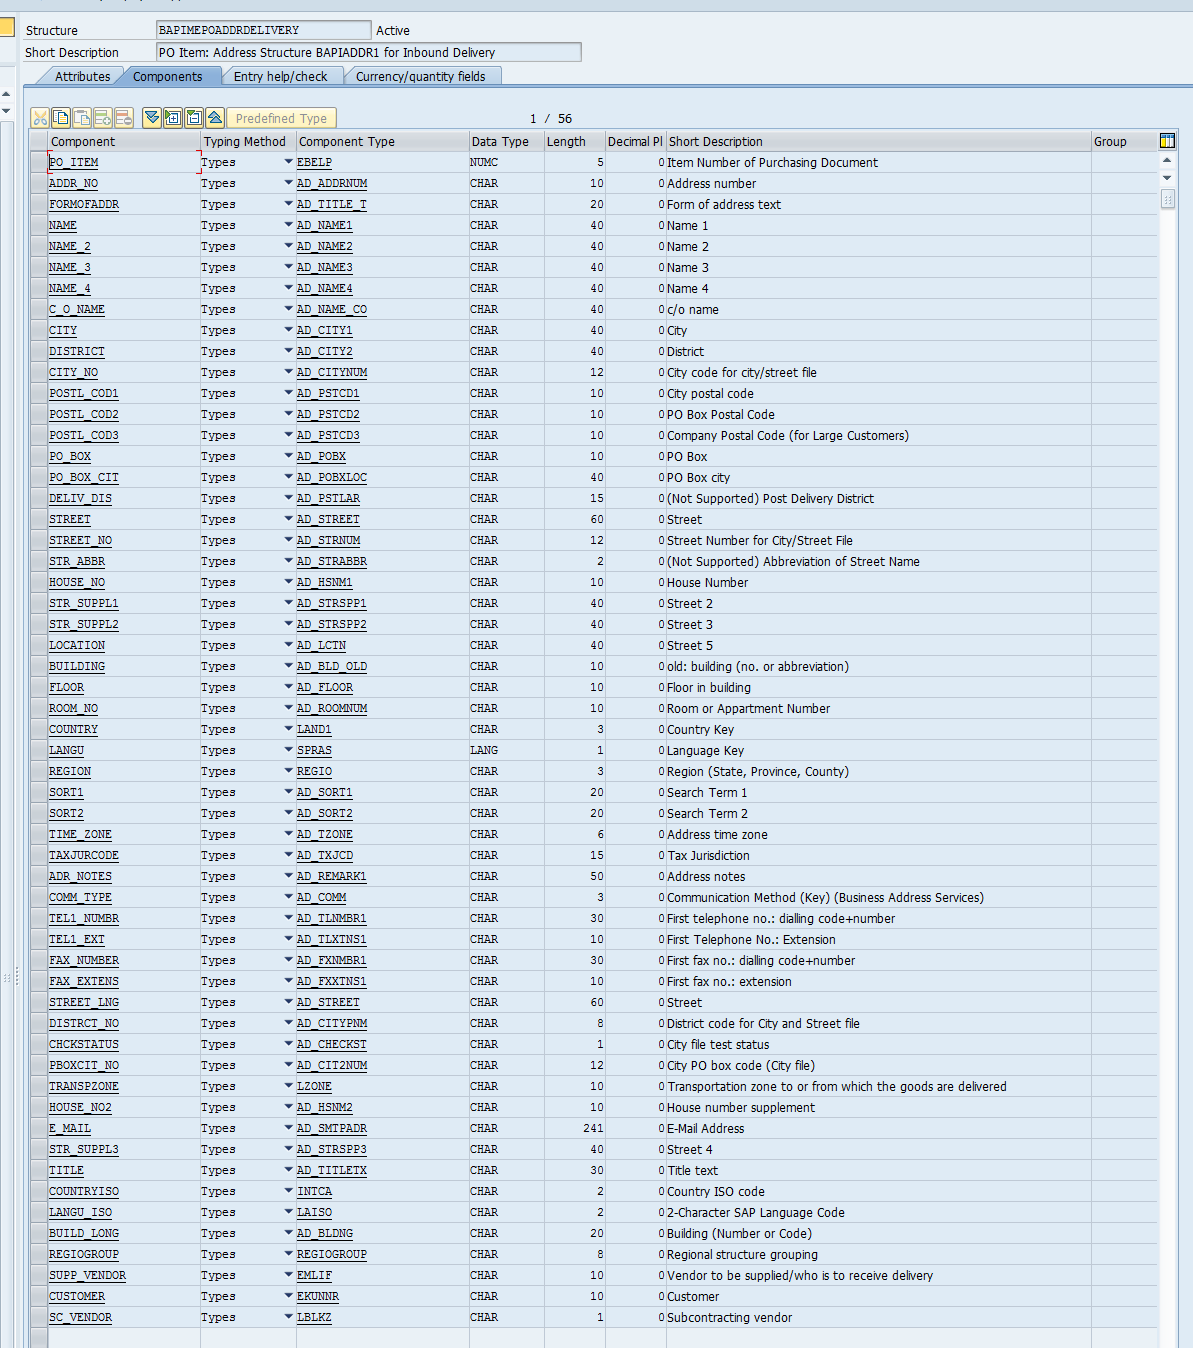 Structure BAPIMEPOADDRDELIVERY Active
Short Description PO Item: Address Structure BAPIADDR1 for Inbound Delivery
Attributes Components Entry help/check Currency/quantity fields
Predefined Type 1 / 56
Component Typing Method Component Type Data Type Length Decimal Pl Short Description Group
PO_ITEM Types EBELP NUMC 5 0 Item Number of Purchasing Document
ADDR_NO Types AD_ADDRNUM CHAR 10 0 Address number
FORMOFADDR Types AD_TITLE_T CHAR 20 0 Form of address text
NAME Types AD_NAME1 CHAR 40 0 Name 1
NAME_2 Types AD_NAME2 CHAR 40 0 Name 2
NAME_3 Types AD_NAME3 CHAR 40 0 Name 3
NAME_4 Types AD_NAME4 CHAR 40 0 Name 4
C_O_NAME Types AD_NAME_CO CHAR 40 0 c/o name
CITY Types AD_CITY1 CHAR 40 0 City
DISTRICT Types AD_CITY2 CHAR 40 0 District
CITY_NO Types AD_CITYNUM CHAR 12 0 City code for city/street file
POSTL_COD1 Types AD_PSTCD1 CHAR 10 0 City postal code
POSTL_COD2 Types AD_PSTCD2 CHAR 10 0 PO Box Postal Code
POSTL_COD3 Types AD_PSTCD3 CHAR 10 0 Company Postal Code (for Large Customers)
PO_BOX Types AD_POBX CHAR 10 0 PO Box
PO_BOX_CIT Types AD_POBXLOC CHAR 40 0 PO Box city
DELIV_DIS Types AD_PSTLAR CHAR 15 0 (Not Supported) Post Delivery District
STREET Types AD_STREET CHAR 60 0 Street
STREET_NO Types AD_STRNUM CHAR 12 0 Street Number for City/Street File
STR_ABBR Types AD_STRABBR CHAR 2 0 (Not Supported) Abbreviation of Street Name
HOUSE_NO Types AD_HSNM1 CHAR 10 0 House Number
STR_SUPPL1 Types AD_STRSPP1 CHAR 40 0 Street 2
STR_SUPPL2 Types AD_STRSPP2 CHAR 40 0 Street 3
LOCATION Types AD_LCTN CHAR 40 0 Street 5
BUILDING Types AD_BLD_OLD CHAR 10 0 old: building (no. or abbreviation)
FLOOR Types AD_FLOOR CHAR 10 0 Floor in building
ROOM_NO Types AD_ROOMNUM CHAR 10 0 Room or Appartment Number
COUNTRY Types LAND1 CHAR 3 0 Country Key
LANGU Types SPRAS LANG 1 0 Language Key
REGION Types REGIO CHAR 3 0 Region (State, Province, County)
SORT1 Types AD_SORT1 CHAR 20 0 Search Term 1
SORT2 Types AD_SORT2 CHAR 20 0 Search Term 2
TIME_ZONE Types AD_TZONE CHAR 6 0 Address time zone
TAXJURCODE Types AD_TXJCD CHAR 15 0 Tax Jurisdiction
ADR_NOTES Types AD_REMARK1 CHAR 50 0 Address notes
COMM_TYPE Types AD_COMM CHAR 3 0 Communication Method (Key) (Business Address Services)
TEL1_NUMBR Types AD_TLNMBR1 CHAR 30 0 First telephone no.: dialling code+number
TEL1_EXT Types AD_TLXTNS1 CHAR 10 0 First Telephone No.: Extension
FAX_NUMBER Types AD_FXNMBR1 CHAR 30 0 First fax no.: dialling code+number
FAX_EXTENS Types AD_FXXTNS1 CHAR 10 0 First fax no.: extension
STREET_LNG Types AD_STREET CHAR 60 0 Street
DISTRCT_NO Types AD_CITYPNM CHAR 8 0 District code for City and Street file
CHCKSTATUS Types AD_CHECKST CHAR 1 0 City file test status
PBOXCIT_NO Types AD_CIT2NUM CHAR 12 0 City PO box code (City file)
TRANSPZONE Types LZONE CHAR 10 0 Transportation zone to or from which the goods are delivered
HOUSE_NO2 Types AD_HSNM2 CHAR 10 0 House number supplement
E_MAIL Types AD_SMTPADR CHAR 241 0 E-Mail Address
STR_SUPPL3 Types AD_STRSPP3 CHAR 40 0 Street 4
TITLE Types AD_TITLETX CHAR 30 0 Title text
COUNTRYISO Types INTCA CHAR 2 0 Country ISO code
LANGU_ISO Types LAISO CHAR 2 0 2-Character SAP Language Code
BUILD_LONG Types AD_BLDNG CHAR 20 0 Building (Number or Code)
REGIOGROUP Types REGIOGROUP CHAR 8 0 Regional structure grouping
SUPP_VENDOR Types EMLIF CHAR 10 0 Vendor to be supplied/who is to receive delivery
CUSTOMER Types EKUNNR CHAR 10 0 Customer
SC_VENDOR Types LBLKZ CHAR 1 0 Subcontracting vendor